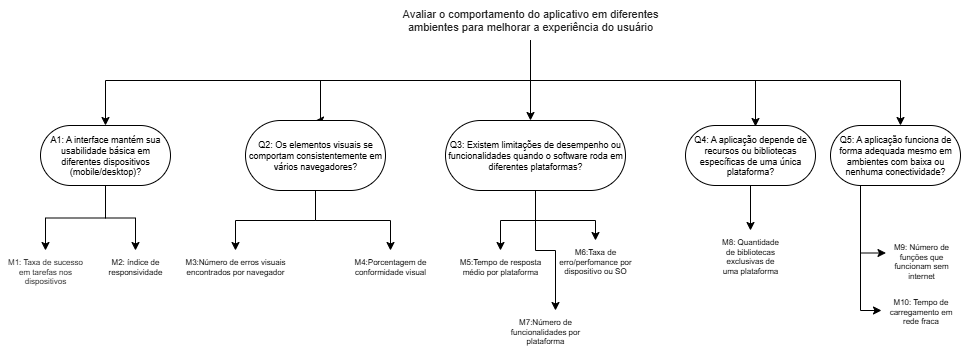 Avaliar o comportamento do aplicativo em diferentes
ambientes para melhorar a experiência do usuário
A1: A interface mantém sua
usabilidade básica em
diferentes dispositivos
(mobile/desktop)?
Q2: Os elementos visuais se
comportam consistentemente em
vários navegadores?
Q3: Existem limitações de desempenho ou
funcionalidades quando o software roda em
diferentes plataformas?
Q4: A aplicação depende de
recursos ou bibliotecas
específicas de uma única
plataforma?
Q5: A aplicação funciona de
forma adequada mesmo em
ambientes com baixa ou
nenhuma conectividade?
M1: Taxa de sucesso
em tarefas nos
dispositivos
M2: índice de
responsividade
M3:Número de erros visuais
encontrados por navegador
M4:Porcentagem de
conformidade visual
M5:Tempo de resposta
médio por plataforma
M6:Taxa de
erro/perfomance por
dispositivo ou SO
M7:Número de
funcionalidades por
plataforma
M8: Quantidade
de bibliotecas
exclusivas de
uma plataforma
M9: Número de
funções que
funcionam sem
internet
M10: Tempo de
carregamento em
rede fraca